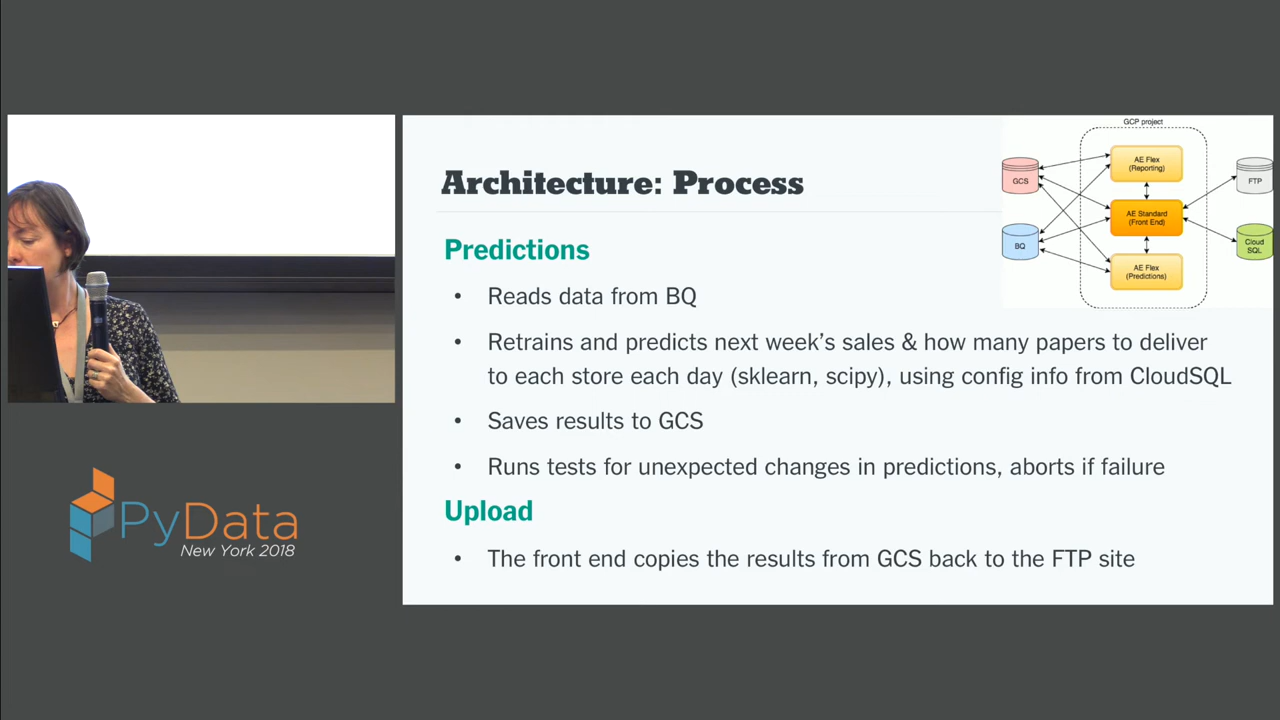 Architecture: Process
GCP project
GCS
BQ
AE Flex
(Reporting)
AE Standard
(Front End)
AE Flex
(Predictions)
FTP
Cloud
SQL
Predictions
• Reads data from BQ
• Retrains and predicts next week's sales & how many papers to deliver
to each store each day (sklearn, scipy), using config info from CloudSQL
• Saves results to GCS
• Runs tests for unexpected changes in predictions, aborts if failure
Upload
• The front end copies the results from GCS back to the FTP site
PyData
New York 2018